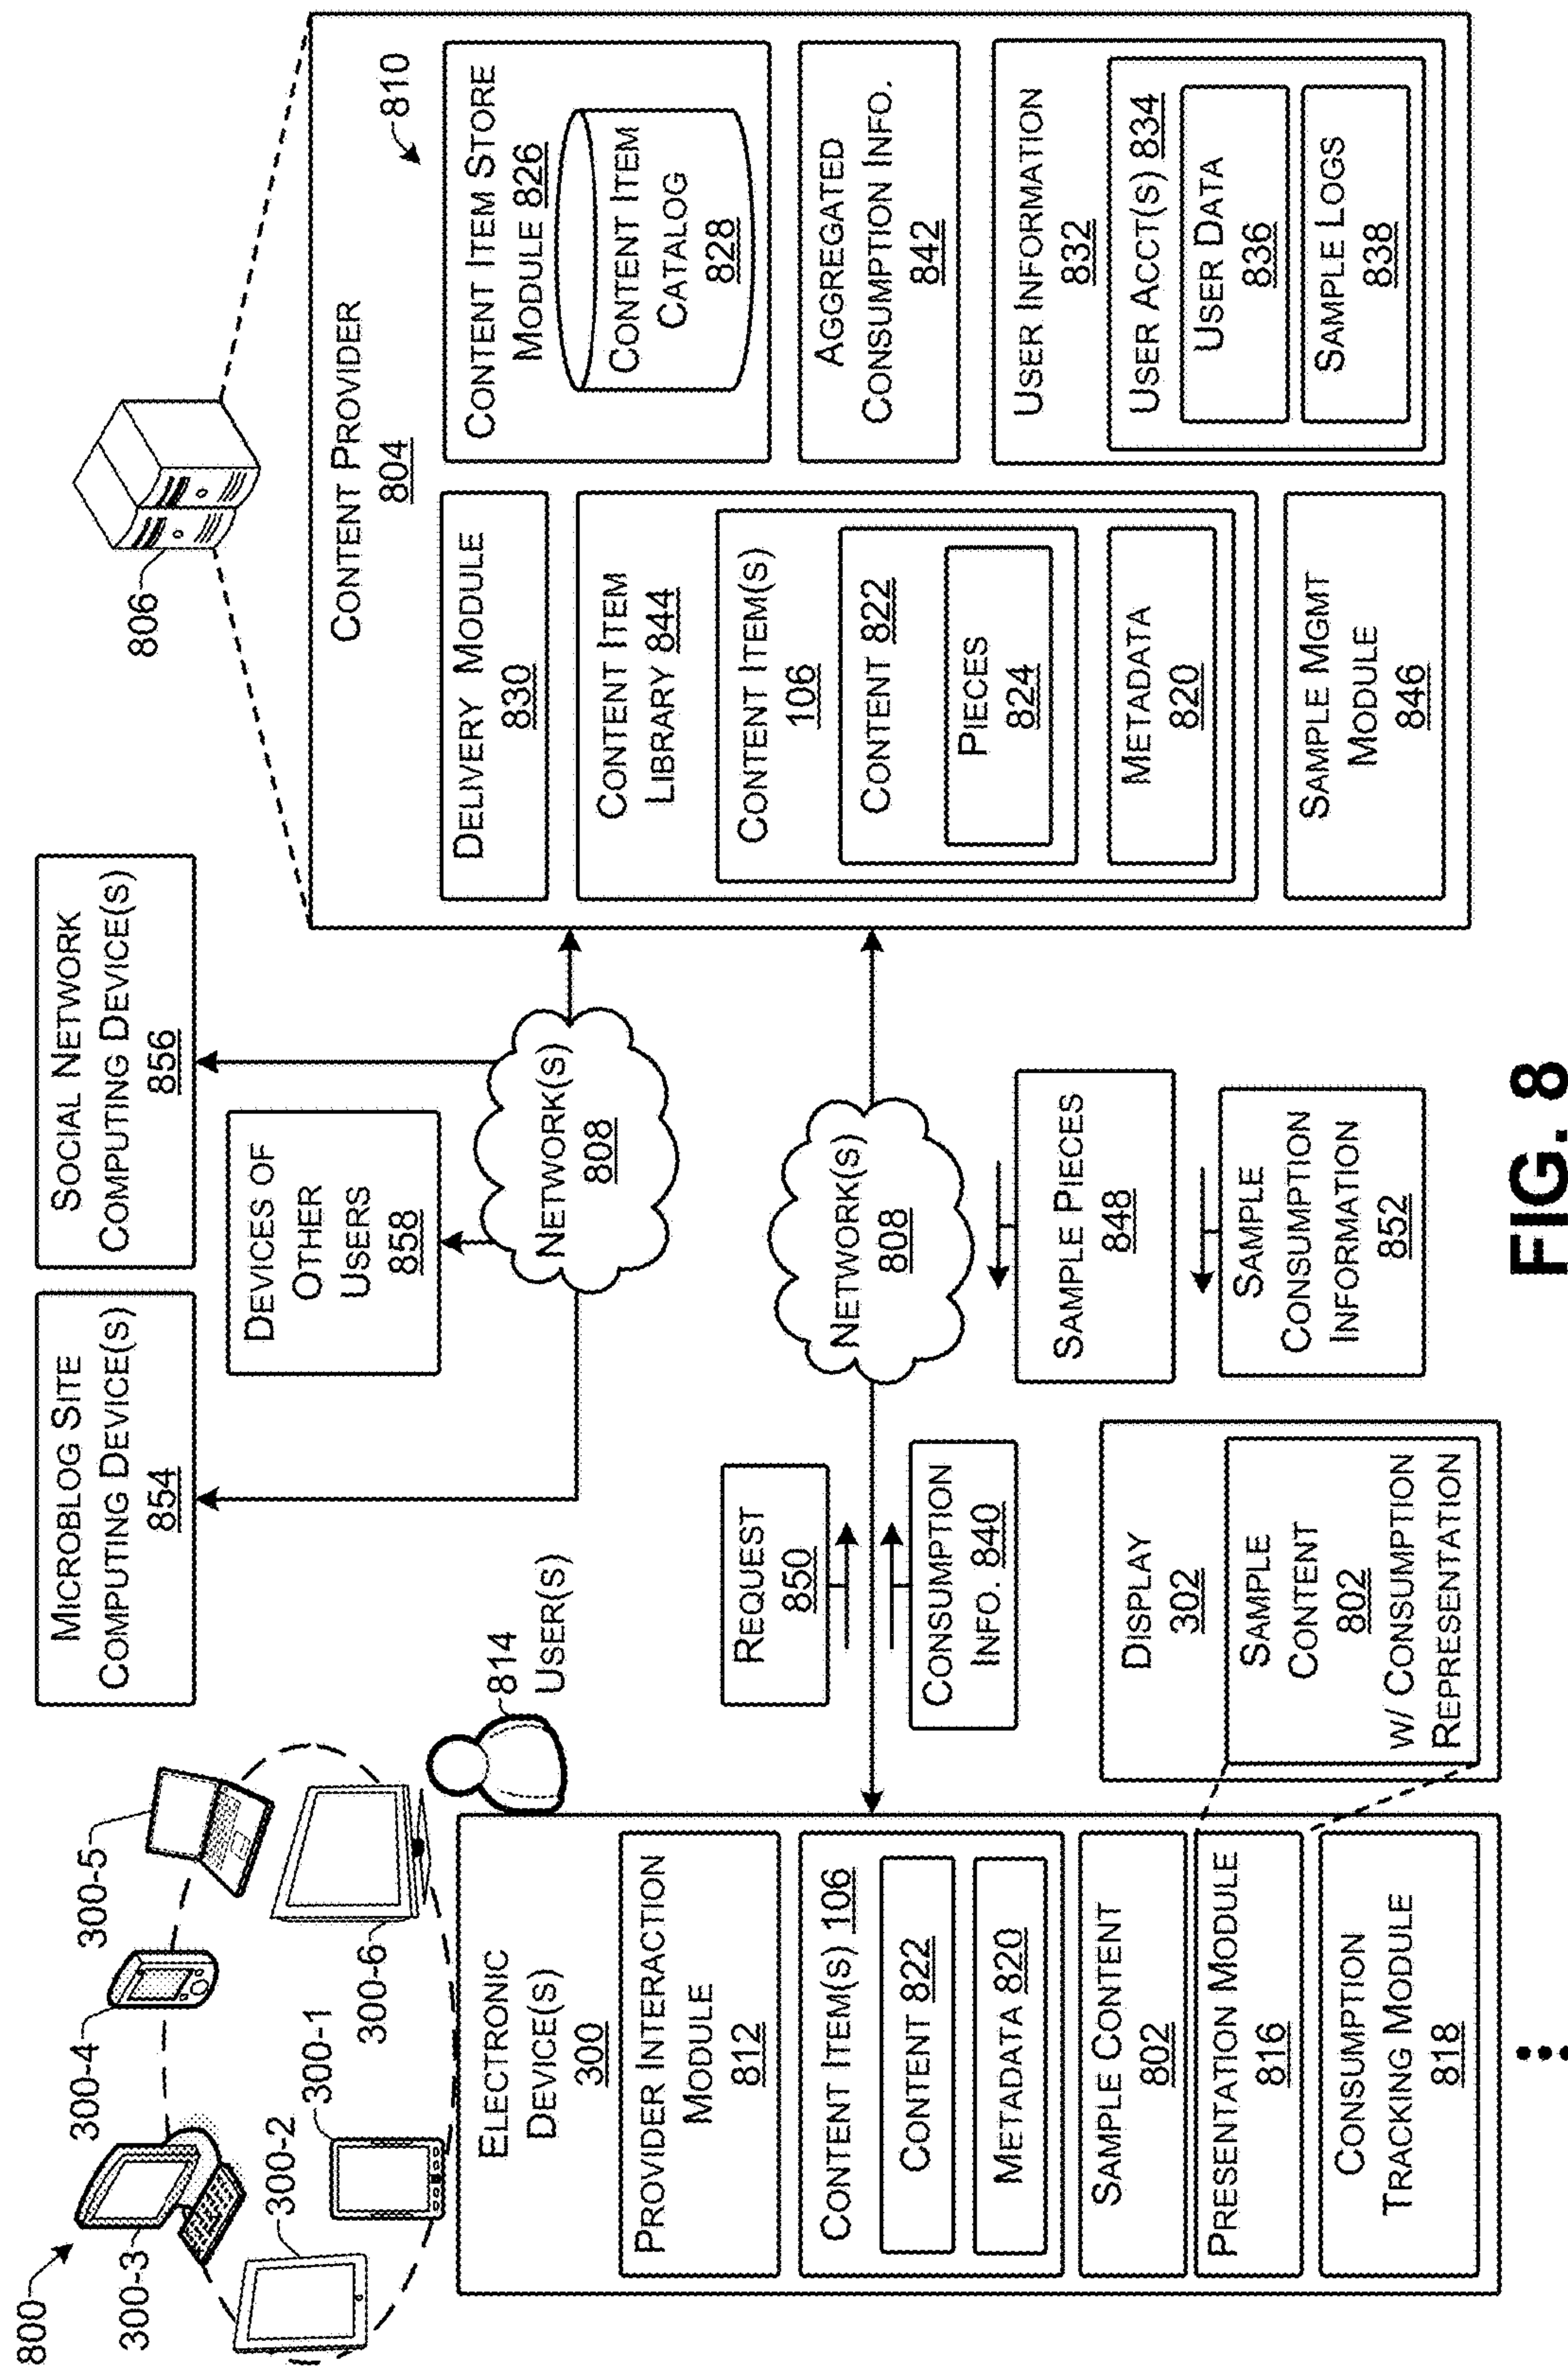 800
300-3
300-4
300-5
300-2
300-1
300-6
814
USER(S)
MICROBLOG SITE
COMPUTING DEVICE(S)
854
SOCIAL NETWORK
COMPUTING DEVICE(S)
856
DEVICES OF
OTHER
USERS
858
NETWORK(S)
808
806
ELECTRONIC
DEVICE(S)
300
PROVIDER INTERACTION
MODULE
812
CONTENT ITEM(S) 106
CONTENT 822
METADATA 820
SAMPLE CONTENT
802
PRESENTATION MODULE
816
CONSUMPTION
TRACKING MODULE
818
REQUEST
850
CONSUMPTION
INFO. 840
DISPLAY
302
SAMPLE
CONTENT
802
W/ CONSUMPTION
REPRESENTATION
NETWORK(S)
808
SAMPLE PIECES
848
SAMPLE
CONSUMPTION
INFORMATION
852
CONTENT PROVIDER
804
810
DELIVERY MODULE
830
CONTENT ITEM
LIBRARY 844
CONTENT ITEM(S)
106
CONTENT 822
PIECES
824
METADATA
820
SAMPLE MGMT
MODULE
846
CONTENT ITEM STORE
MODULE 826
CONTENT ITEM
CATALOG
828
AGGREGATED
CONSUMPTION INFO.
842
USER INFORMATION
832
USER ACCT(S) 834
USER DATA
836
SAMPLE LOGS
838
FIG. 8